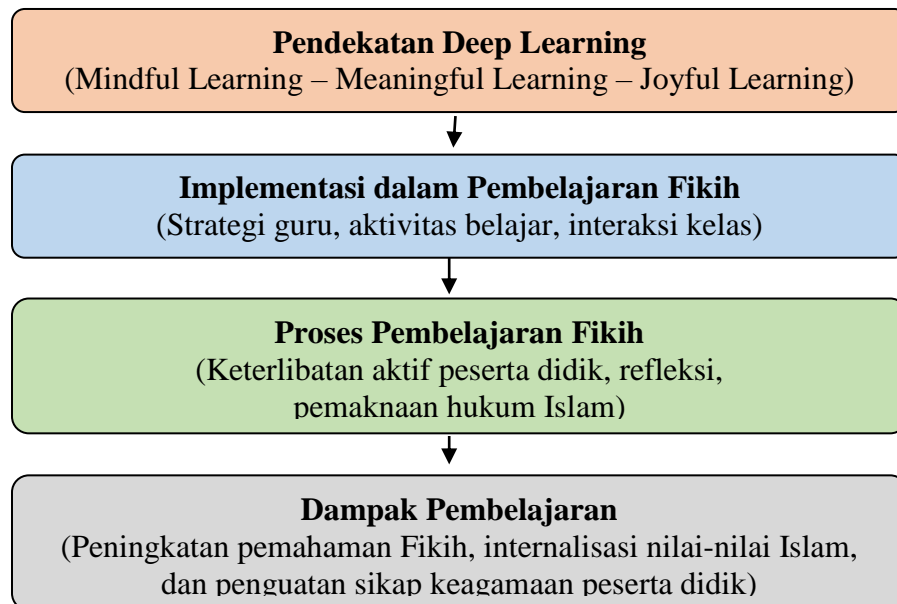 Pendekatan Deep Learning
(Mindful Learning – Meaningful Learning – Joyful Learning)
Implementasi dalam Pembelajaran Fikih
(Strategi guru, aktivitas belajar, interaksi kelas)
Proses Pembelajaran Fikih
(Keterlibatan aktif peserta didik, refleksi,
pemaknaan hukum Islam)
Dampak Pembelajaran
(Peningkatan pemahaman Fikih, internalisasi nilai-nilai Islam,
dan penguatan sikap keagamaan peserta didik)